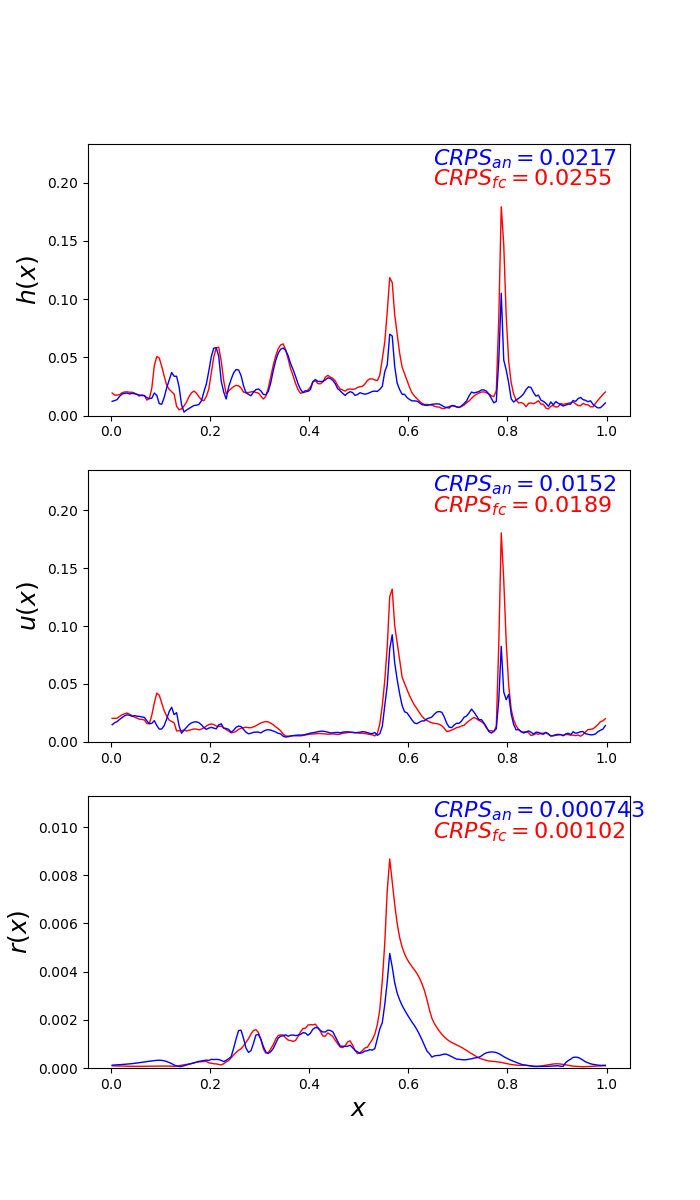 CRPS_an = 0.0217
CRPS_fc = 0.0255
h(x)
0.20
0.15
0.10
0.05
0.00
0.0 0.2 0.4 0.6 0.8 1.0
CRPS_an = 0.0152
CRPS_fc = 0.0189
u(x)
0.20
0.15
0.10
0.05
0.00
0.0 0.2 0.4 0.6 0.8 1.0
CRPS_an = 0.000743
CRPS_fc = 0.00102
r(x)
0.010
0.008
0.006
0.004
0.002
0.000
0.0 0.2 0.4 0.6 0.8 1.0
x